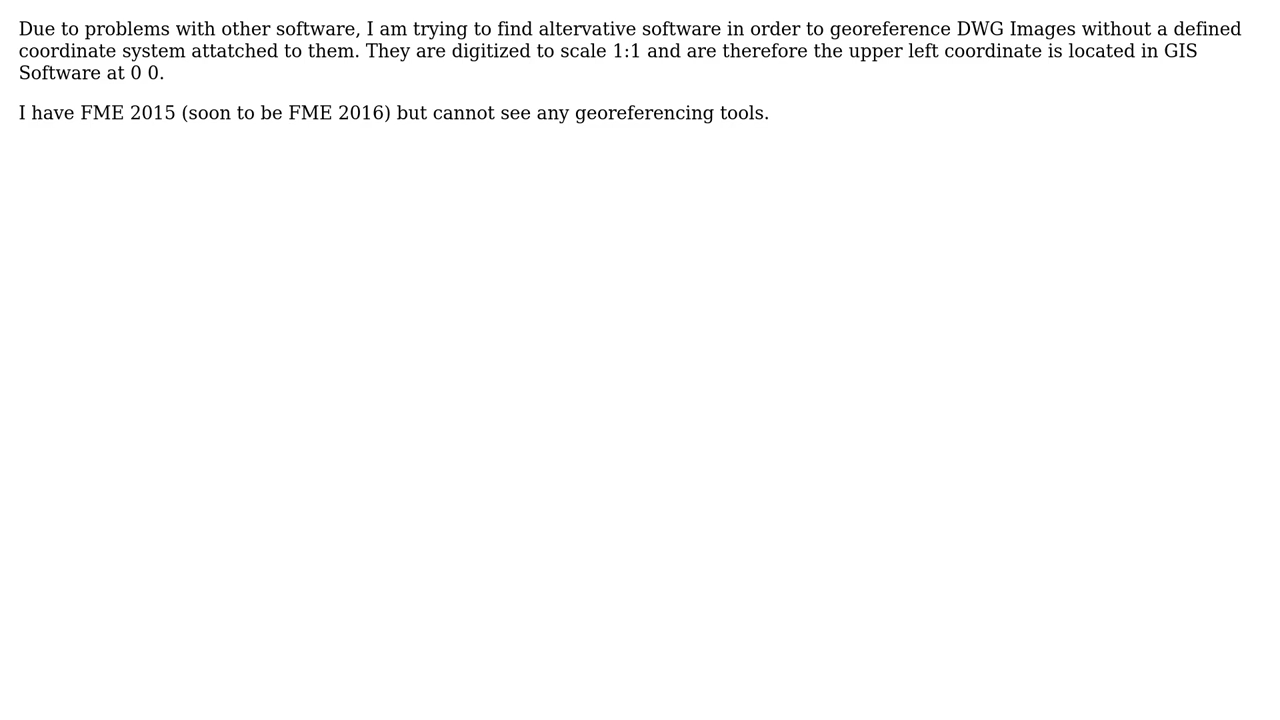 Due to problems with other software, I am trying to find altervative software in order to georeference DWG Images without a defined
coordinate system attatched to them. They are digitized to scale 1:1 and are therefore the upper left coordinate is located in GIS
Software at 0 0.
I have FME 2015 (soon to be FME 2016) but cannot see any georeferencing tools.